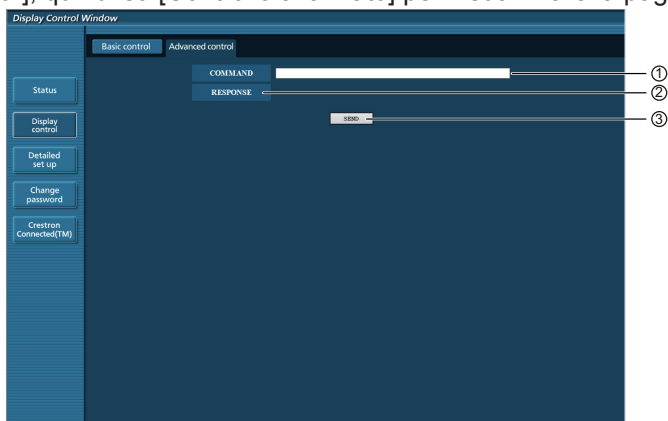 Display Control Window
Basic control
Advanced control
COMMAND
①
RESPONSE
②
SEND
③
Status
Display
control
Detailed
set up
Change
password
Crestron
Connected(TM)